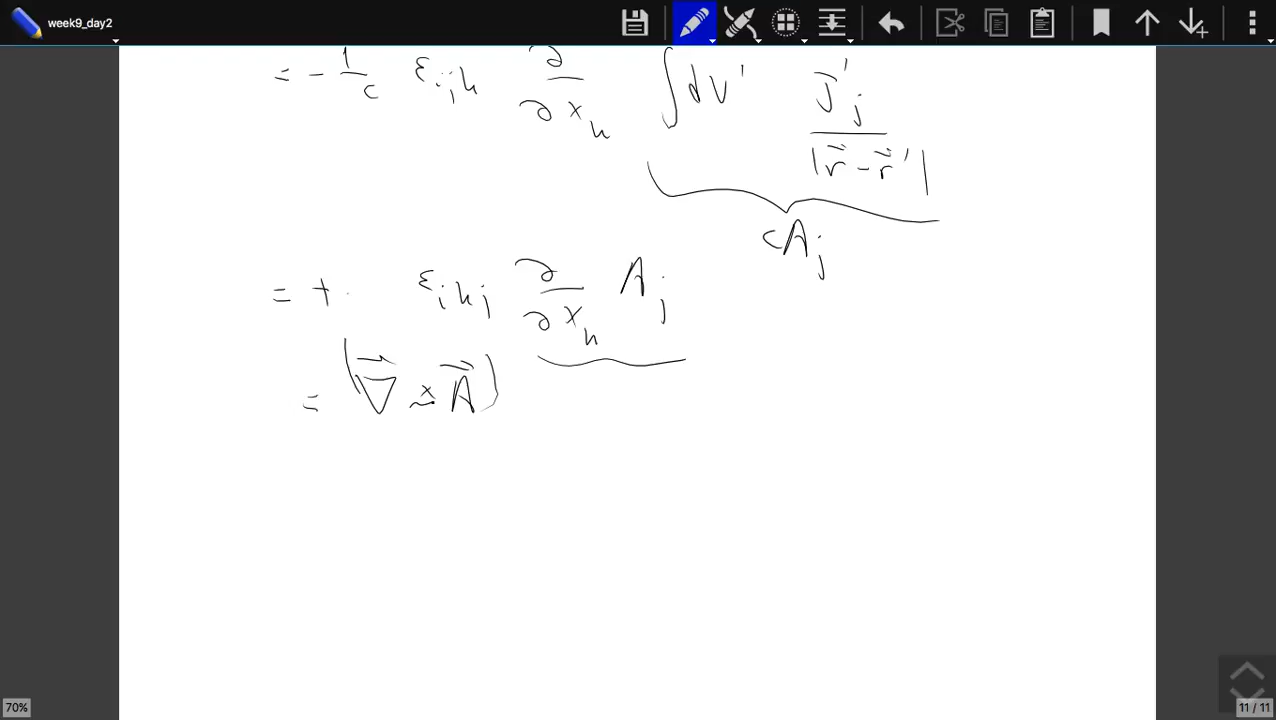 week9_day2
= - 1/c ε_ijk ∂/∂x_k ∫dV' J'_j / |r⃗ - r⃗'|
cA_j
= + ε_ikj ∂/∂x_k A_j
= (∇⃗ × A⃗)
70%
11 / 11